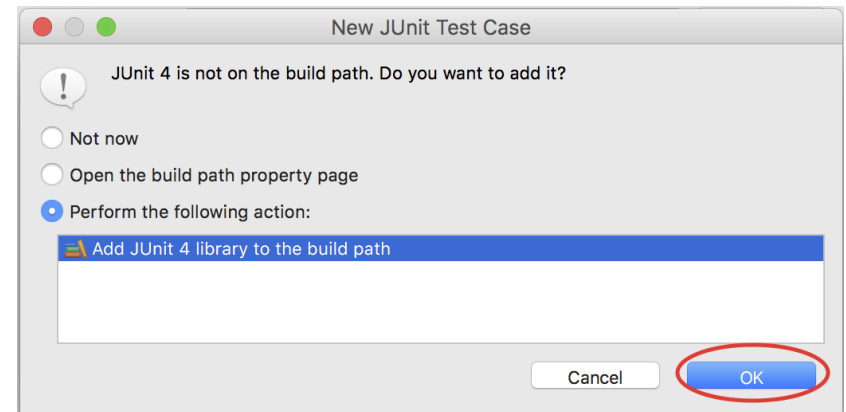 New JUnit Test Case
JUnit 4 is not on the build path. Do you want to add it?
Not now
Open the build path property page
Perform the following action:
Add JUnit 4 library to the build path
Cancel
OK